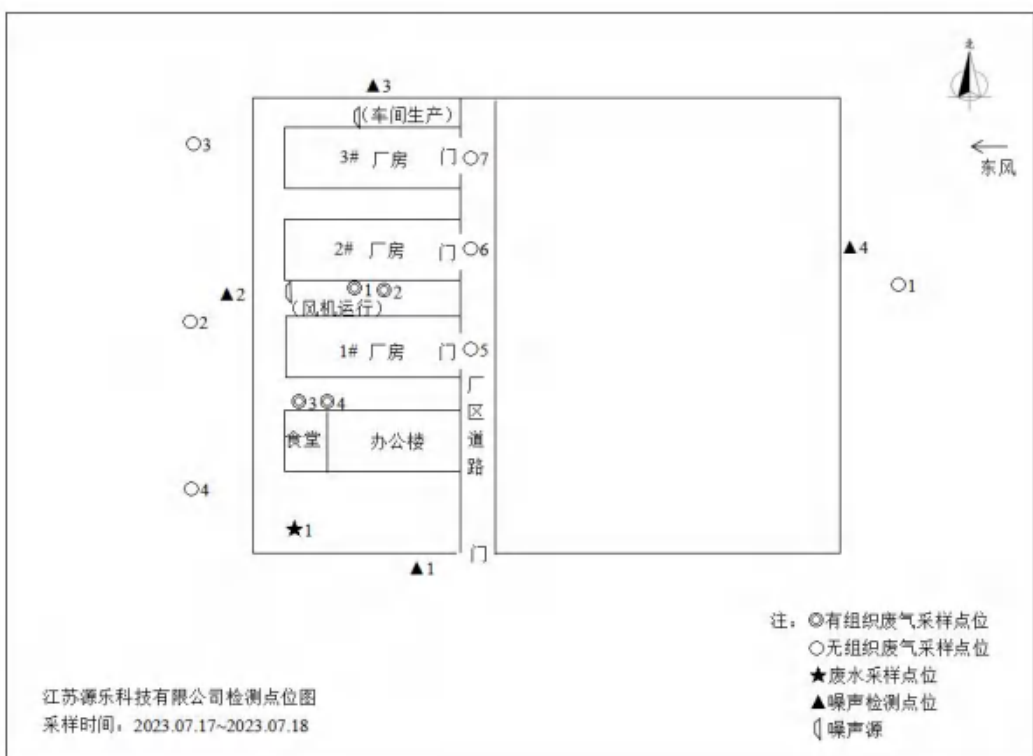 北
▲3
(车间生产)
○3
3# 厂房 门 ○7
东风
2# 厂房 门 ○6
▲4
○1
▲2
◎1 ◎2
(风机运行)
○2
1# 厂房 门 ○5
◎3 ◎4
食堂
办公楼
厂区道路
○4
★1
门
▲1
注：◎有组织废气采样点位
○无组织废气采样点位
★废水采样点位
▲噪声检测点位
噪声源
江苏源乐科技有限公司检测点位图
采样时间：2023.07.17~2023.07.18